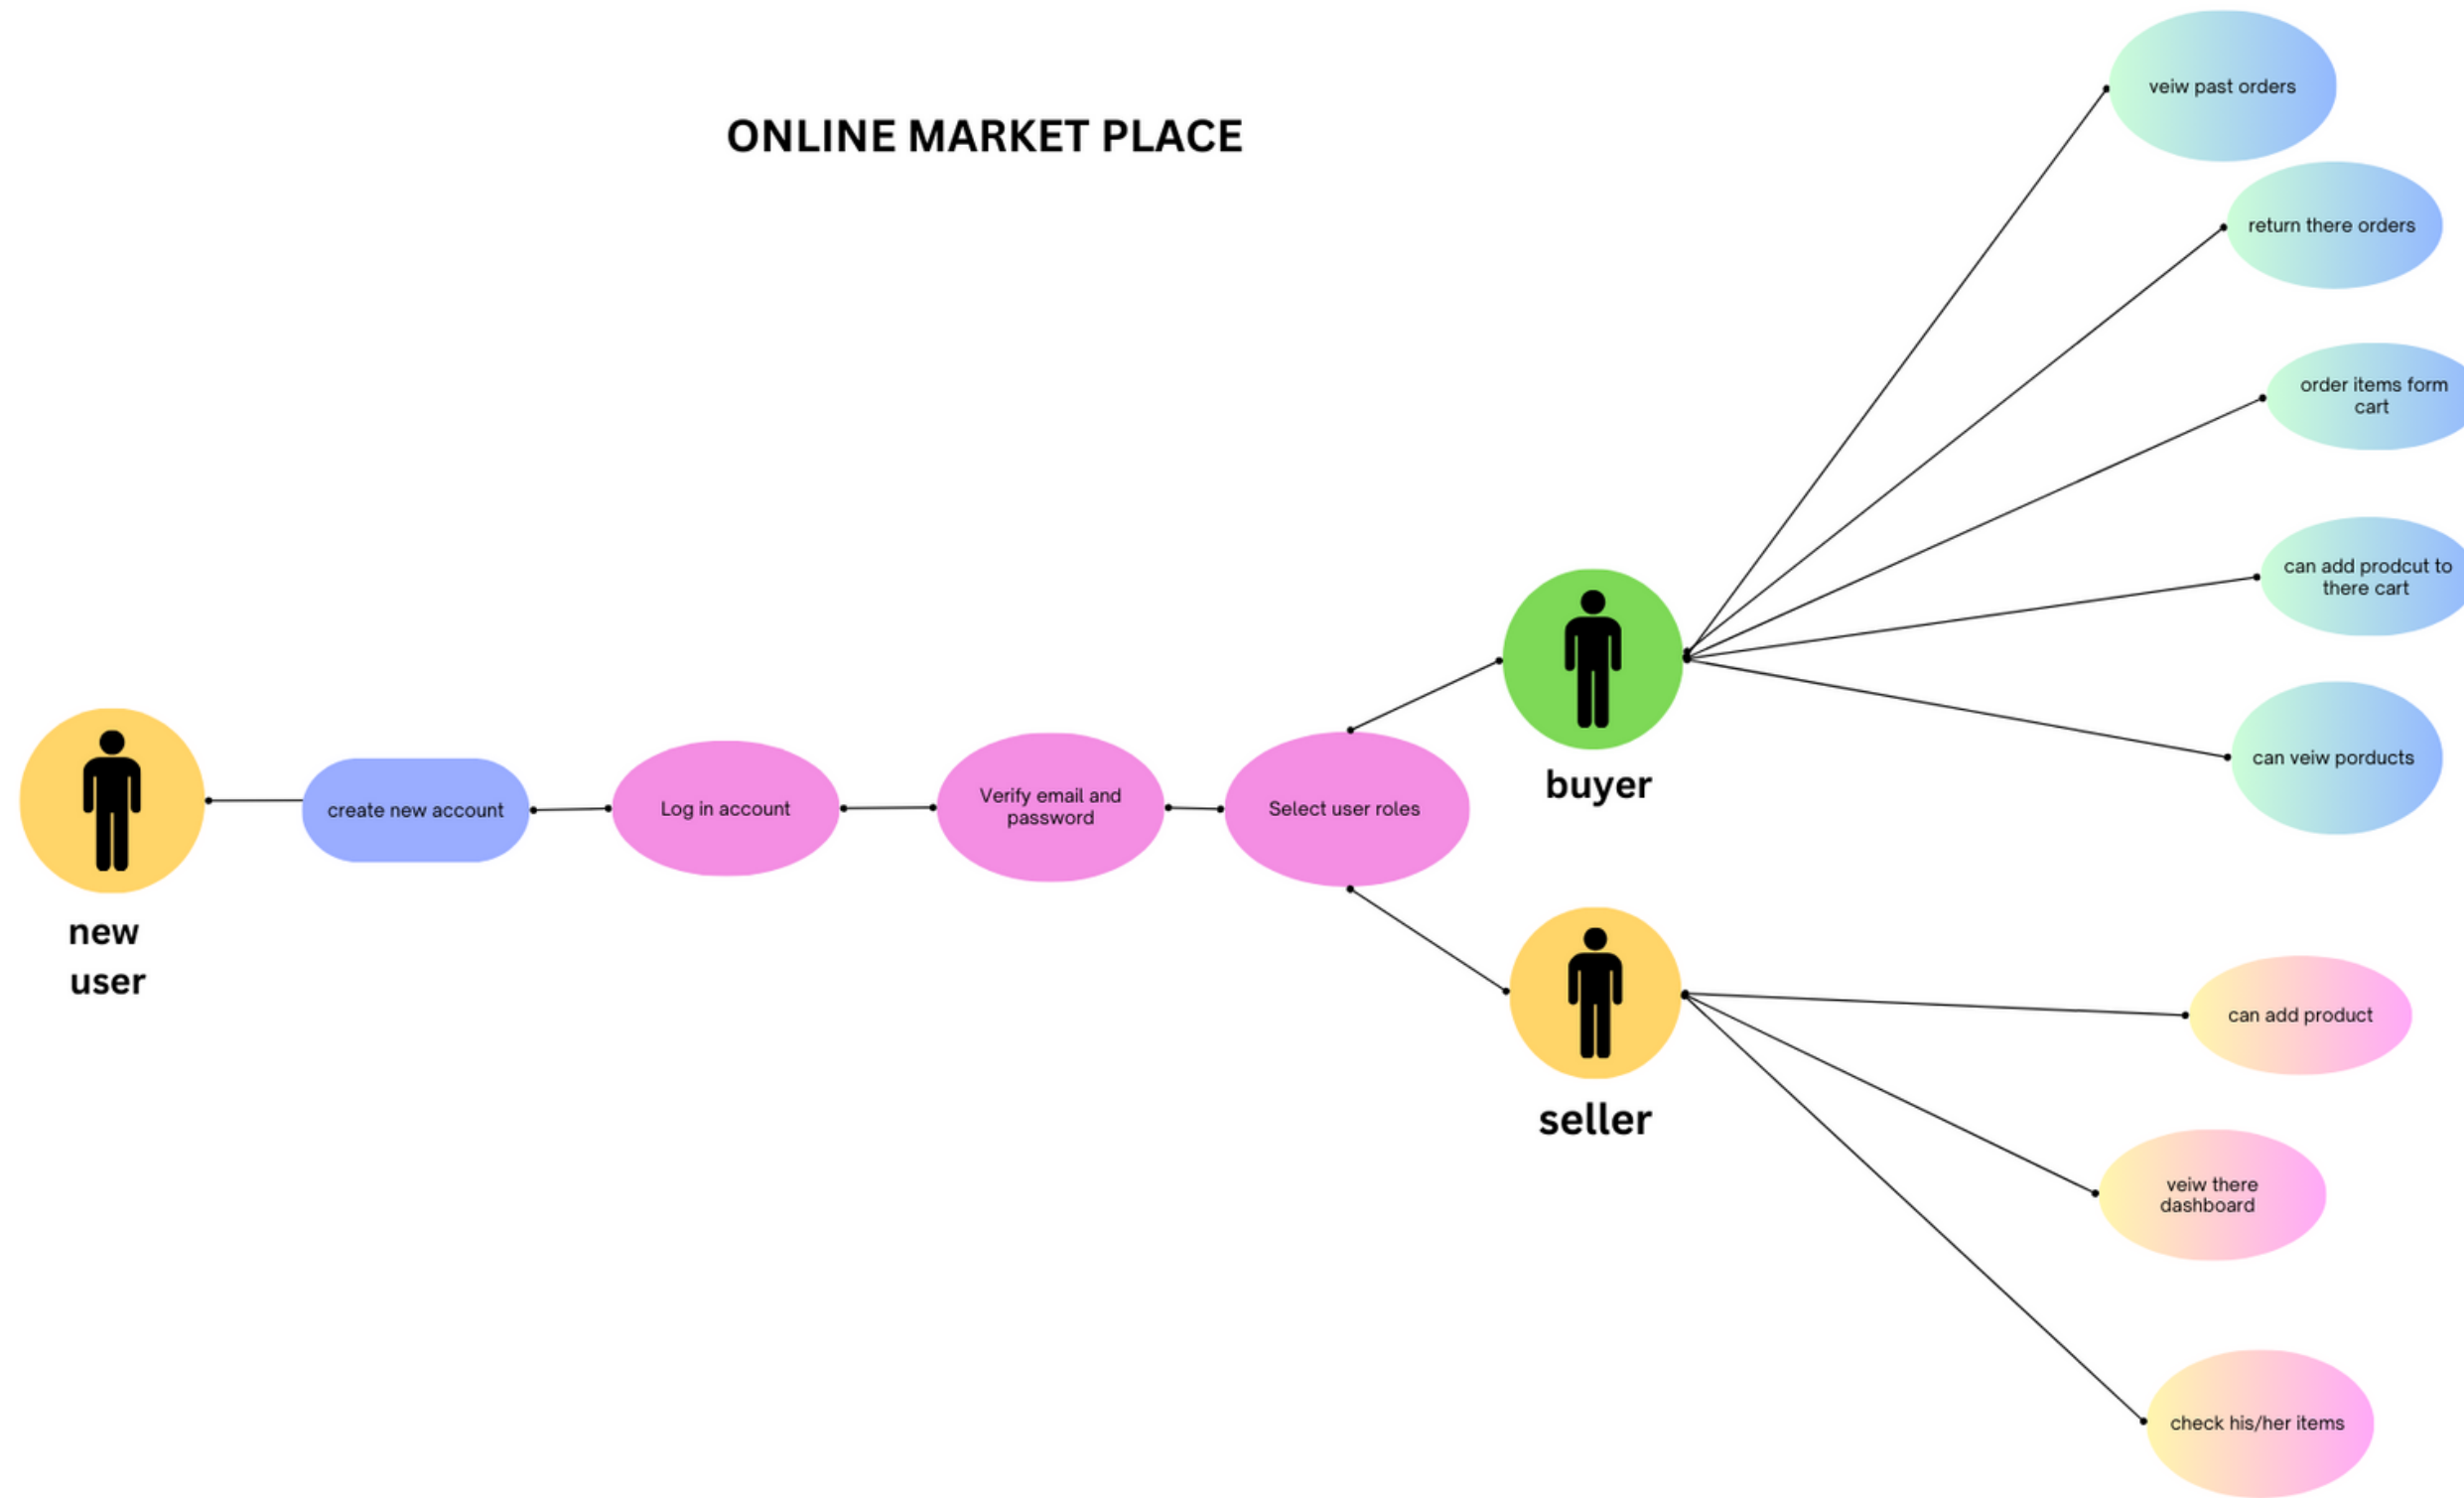 ONLINE MARKET PLACE
veiw past orders
return there orders
order items form
cart
can add prodcut to
there cart
can veiw porducts
buyer
new
user
create new account
Log in account
Verify email and
password
Select user roles
seller
can add product
veiw there
dashboard
check his/her items